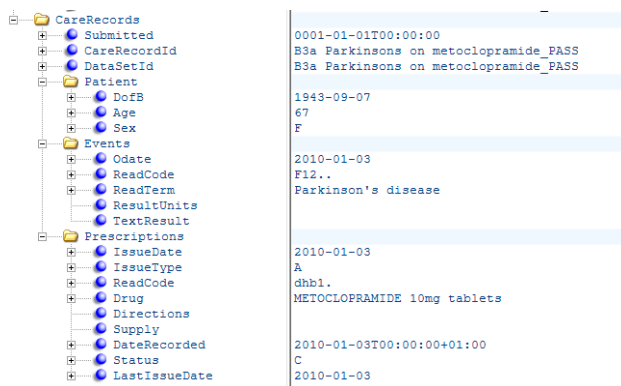 CareRecords
Submitted 0001-01-01T00:00:00
CareRecordId B3a Parkinsons on metoclopramide_PASS
DataSetId B3a Parkinsons on metoclopramide_PASS
Patient
DofB 1943-09-07
Age 67
Sex F
Events
Odate 2010-01-03
ReadCode F12..
ReadTerm Parkinson's disease
ResultUnits
TextResult
Prescriptions
IssueDate 2010-01-03
IssueType A
ReadCode dhb1.
Drug METOCLOPRAMIDE 10mg tablets
Directions
Supply
DateRecorded 2010-01-03T00:00:00+01:00
Status C
LastIssueDate 2010-01-03